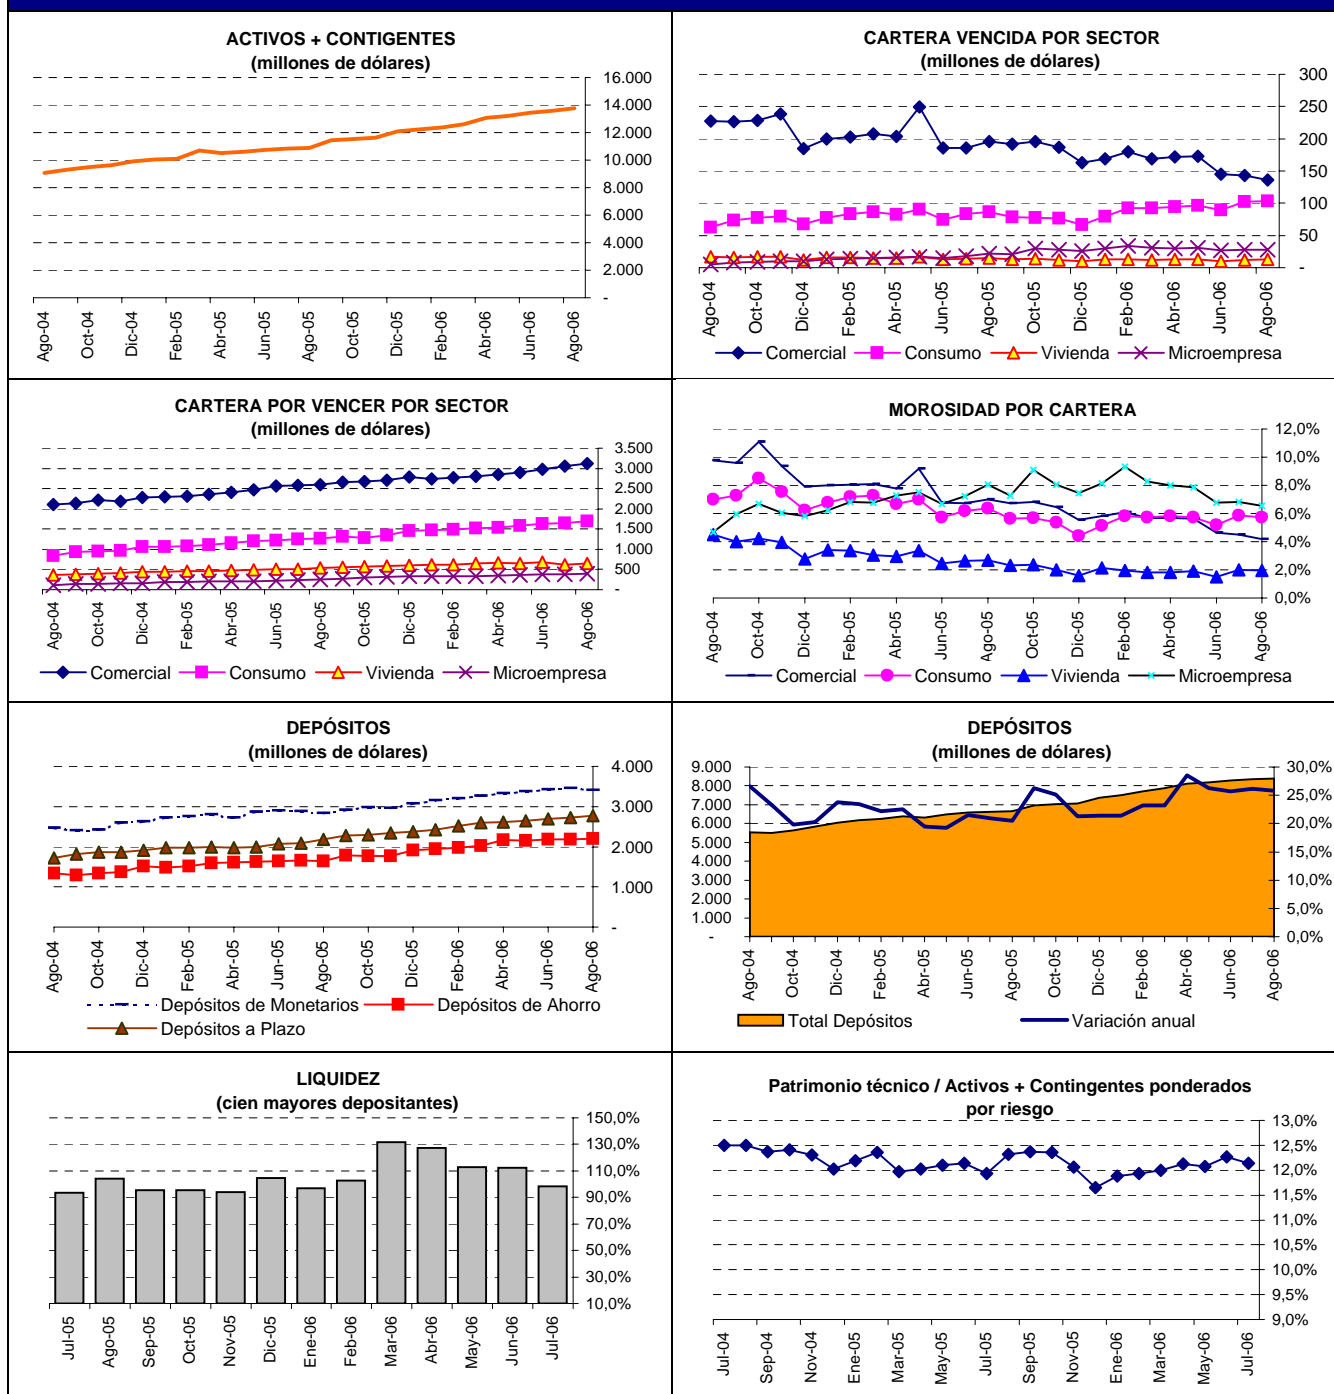 ACTIVOS + CONTIGENTES
(millones de dólares)
16.000
14.000
12.000
10.000
8.000
6.000
4.000
2.000
-
Ago-04
Oct-04
Dic-04
Feb-05
Abr-05
Jun-05
Ago-05
Oct-05
Dic-05
Feb-06
Abr-06
Jun-06
Ago-06
CARTERA VENCIDA POR SECTOR
(millones de dólares)
300
250
200
150
100
50
-
Ago-04
Oct-04
Dic-04
Feb-05
Abr-05
Jun-05
Ago-05
Oct-05
Dic-05
Feb-06
Abr-06
Jun-06
Ago-06
Comercial Consumo Vivienda Microempresa
CARTERA POR VENCER POR SECTOR
(millones de dólares)
3.500
3.000
2.500
2.000
1.500
1.000
500
-
Ago-04
Oct-04
Dic-04
Feb-05
Abr-05
Jun-05
Ago-05
Oct-05
Dic-05
Feb-06
Abr-06
Jun-06
Ago-06
Comercial Consumo Vivienda Microempresa
MOROSIDAD POR CARTERA
12,0%
10,0%
8,0%
6,0%
4,0%
2,0%
0,0%
Ago-04
Oct-04
Dic-04
Feb-05
Abr-05
Jun-05
Ago-05
Oct-05
Dic-05
Feb-06
Abr-06
Jun-06
Ago-06
Comercial Consumo Vivienda Microempresa
DEPÓSITOS
(millones de dólares)
4.000
3.000
2.000
1.000
-
Ago-04
Oct-04
Dic-04
Feb-05
Abr-05
Jun-05
Ago-05
Oct-05
Dic-05
Feb-06
Abr-06
Jun-06
Ago-06
Depósitos de Monetarios Depósitos de Ahorro
Depósitos a Plazo
DEPÓSITOS
(millones de dólares)
9.000
8.000
7.000
6.000
5.000
4.000
3.000
2.000
1.000
-
30,0%
25,0%
20,0%
15,0%
10,0%
5,0%
0,0%
Ago-04
Oct-04
Dic-04
Feb-05
Abr-05
Jun-05
Ago-05
Oct-05
Dic-05
Feb-06
Abr-06
Jun-06
Ago-06
Total Depósitos Variación anual
LIQUIDEZ
(cien mayores depositantes)
150,0%
130,0%
110,0%
90,0%
70,0%
50,0%
30,0%
10,0%
Jul-05
Ago-05
Sep-05
Oct-05
Nov-05
Dic-05
Ene-06
Feb-06
Mar-06
Abr-06
May-06
Jun-06
Jul-06
Patrimonio técnico / Activos + Contingentes ponderados
por riesgo
13,0%
12,5%
12,0%
11,5%
11,0%
10,5%
10,0%
9,5%
9,0%
Jul-04
Sep-04
Nov-04
Ene-05
Mar-05
May-05
Jul-05
Sep-05
Nov-05
Ene-06
Mar-06
May-06
Jul-06